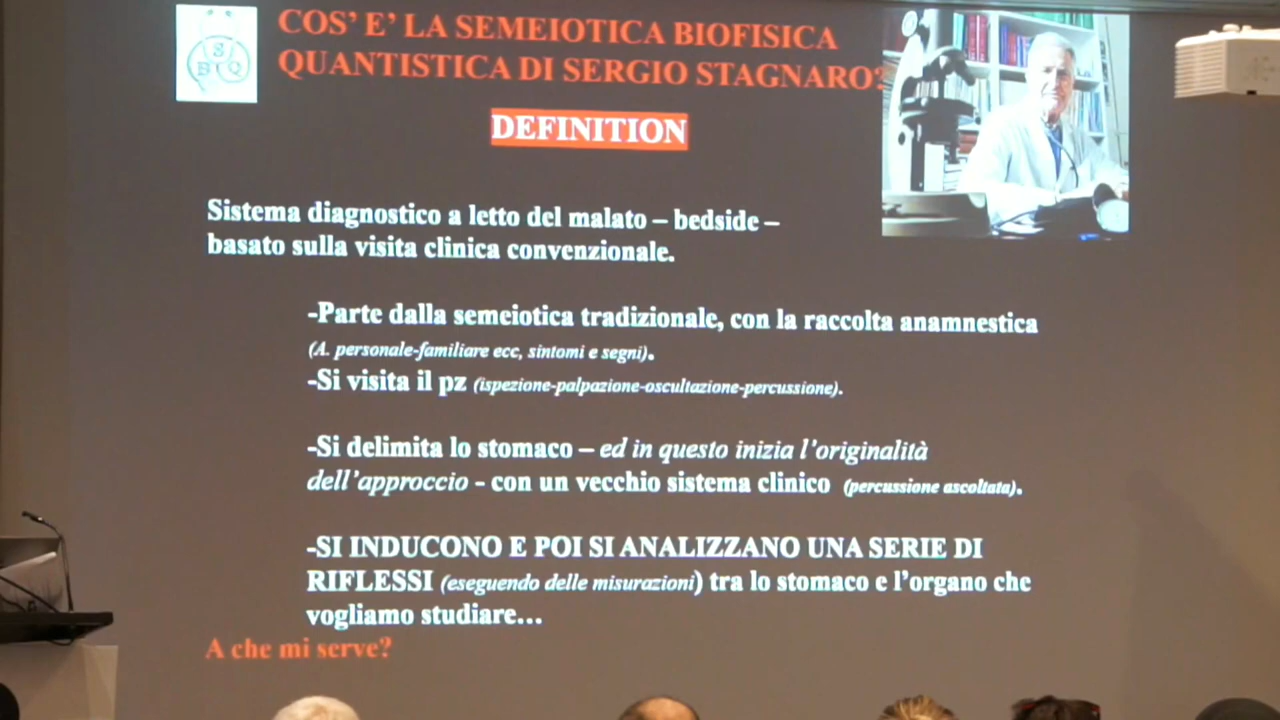 COS' E' LA SEMEIOTICA BIOFISICA
QUANTISTICA DI SERGIO STAGNARO?
S
B Q
DEFINITION
Sistema diagnostico a letto del malato – bedside –
basato sulla visita clinica convenzionale.
-Parte dalla semeiotica tradizionale, con la raccolta anamnestica
(A. personale-familiare ecc, sintomi e segni).
-Si visita il pz (ispezione-palpazione-oscultazione-percussione).
-Si delimita lo stomaco – ed in questo inizia l'originalità
dell'approccio - con un vecchio sistema clinico (percussione ascoltata).
-SI INDUCONO E POI SI ANALIZZANO UNA SERIE DI
RIFLESSI (eseguendo delle misurazioni) tra lo stomaco e l'organo che
vogliamo studiare...
A che mi serve?